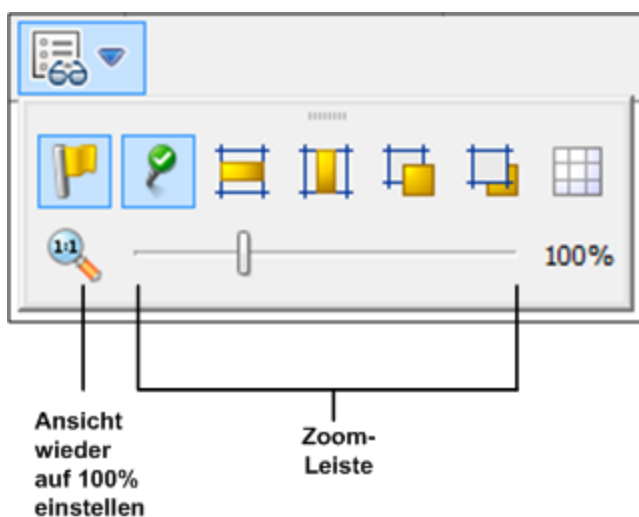 1:1
100%
Ansicht
wieder
auf 100%
einstellen
Zoom-
Leiste